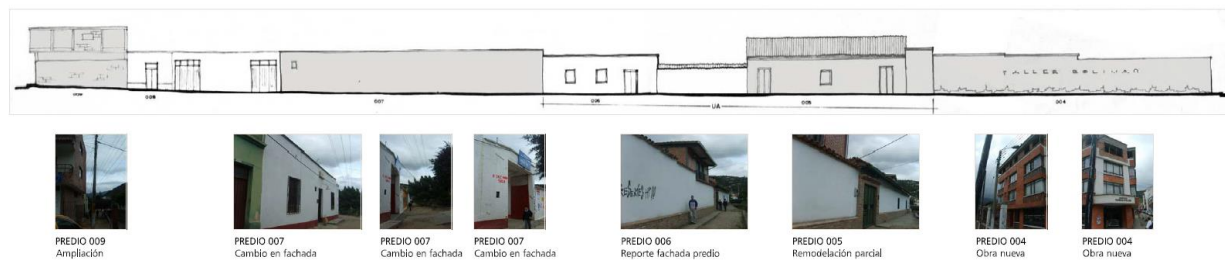 TALLER BOLIVAR
009
008
007
006
UA
005
004
PREDIO 009
Ampliación
PREDIO 007
Cambio en fachada
PREDIO 007
Cambio en fachada
PREDIO 007
Cambio en fachada
PREDIO 006
Reporte fachada predio
PREDIO 005
Remodelación parcial
PREDIO 004
Obra nueva
PREDIO 004
Obra nueva